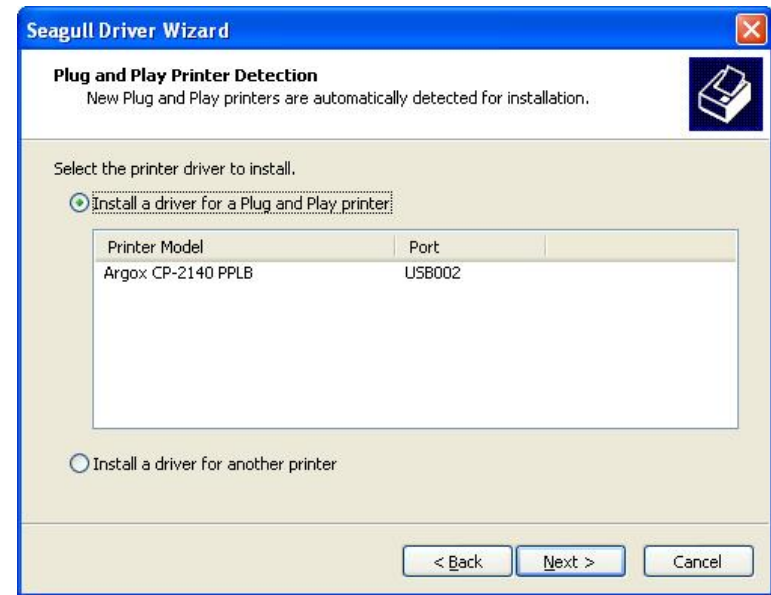 Seagull Driver Wizard
Plug and Play Printer Detection
New Plug and Play printers are automatically detected for installation.
Select the printer driver to install.
Install a driver for a Plug and Play printer
Printer Model Port
Argox CP-2140 PPLB USB002
Install a driver for another printer
< Back Next > Cancel